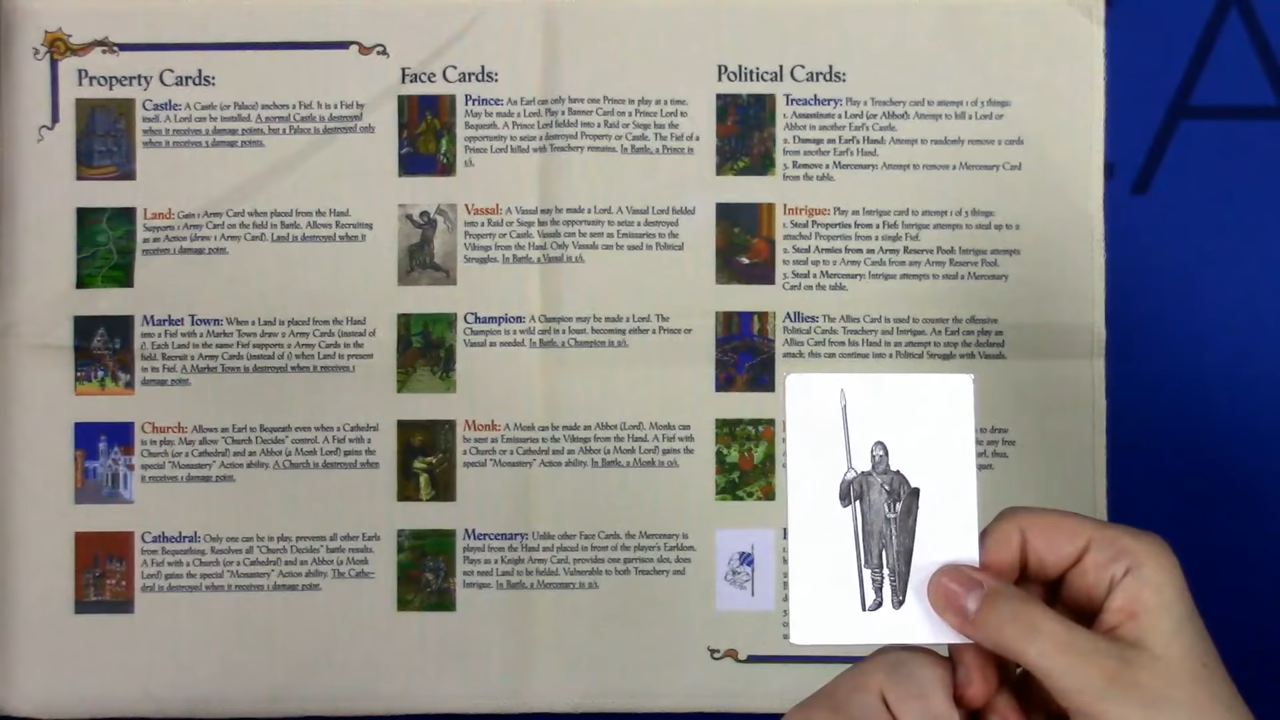 Property Cards:
Castle: A Castle (or Palace) anchors a Fief. It is a Fief by
itself. A Lord can be installed. A normal Castle is destroyed
when it receives 2 damage points, but a Palace is destroyed only
when it receives 3 damage points.
Land: Gain 1 Army Card when placed from the Hand.
Supports 1 Army Card on the field in Battle. Allows Recruiting
as an Action (draw 1 Army Card). Land is destroyed when it
receives 1 damage point.
Market Town: When a Land is placed from the Hand
into a Fief with a Market Town draw 2 Army Cards (instead of
1). Each Land in the same Fief supports 2 Army Cards in the
field. Recruit 2 Army Cards (instead of 1) when Land is present
in its Fief. A Market Town is destroyed when it receives 1
damage point.
Church: Allows an Earl to Bequeath even when a Cathedral
is in play. May allow "Church Decides" control. A Fief with a
Church (or a Cathedral) and an Abbot (a Monk Lord) gains the
special "Monastery" Action ability. A Church is destroyed when
it receives 1 damage point.
Cathedral: Only one can be in play, prevents all other Earls
from Bequeathing. Resolves all "Church Decides" battle results.
A Fief with a Church (or a Cathedral) and an Abbot (a Monk
Lord) gains the special "Monastery" Action ability. The Cathe-
dral is destroyed when it receives 1 damage point.
Face Cards:
Prince: An Earl can only have one Prince in play at a time.
May be made a Lord. Play a Banner Card on a Prince Lord to
Bequeath. A Prince Lord fielded into a Raid or Siege has the
opportunity to seize a destroyed Property or Castle. The Fief of a
Prince Lord killed with Treachery remains. In Battle, a Prince is
Vassal: A Vassal may be made a Lord. A Vassal Lord fielded
into a Raid or Siege has the opportunity to seize a destroyed
Property or Castle. Vassals can be sent as Emissaries to the
Vikings from the Hand. Only Vassals can be used in Political
Struggles. In Battle, a Vassal is 1/1.
Champion: A Champion may be made a Lord. The
Champion is a wild card in a Joust, becoming either a Prince or
Vassal as needed. In Battle, a Champion is 2/1.
Monk: A Monk can be made an Abbot (Lord). Monks can
be sent as Emissaries to the Vikings from the Hand. A Fief with
a Church or a Cathedral and an Abbot (a Monk Lord) gains the
special "Monastery" Action ability. In Battle, a Monk is 0/1.
Mercenary: Unlike other Face Cards, the Mercenary is
played from the Hand and placed in front of the player's Earldom.
Plays as a Knight Army Card, provides one garrison slot, does
not need Land to be fielded. Vulnerable to both Treachery and
Intrigue. In Battle, a Mercenary is 2/1.
Political Cards:
Treachery: Play a Treachery card to attempt 1 of 3 things:
1. Assassinate a Lord (or Abbot): Attempt to kill a Lord or
Abbot in another Earl's Castle.
2. Damage an Earl's Hand: Attempt to randomly remove 2 cards
from another Earl's Hand.
3. Remove a Mercenary: Attempt to remove a Mercenary Card
from the table.
Intrigue: Play an Intrigue card to attempt 1 of 3 things:
1. Steal Properties from a Fief: Intrigue attempts to steal up to 2
attached Properties from a single Fief.
2. Steal Armies from an Army Reserve Pool: Intrigue attempts
to steal up to 2 Army Cards from any Army Reserve Pool.
3. Steal a Mercenary: Intrigue attempts to steal a Mercenary
Card on the table.
Allies: The Allies Card is used to counter the offensive
Political Cards: Treachery and Intrigue. An Earl can play an
Allies Card from his Hand in an attempt to stop the declared
attack; this can continue into a Political Struggle with Vassals.
to draw
any free
thus,